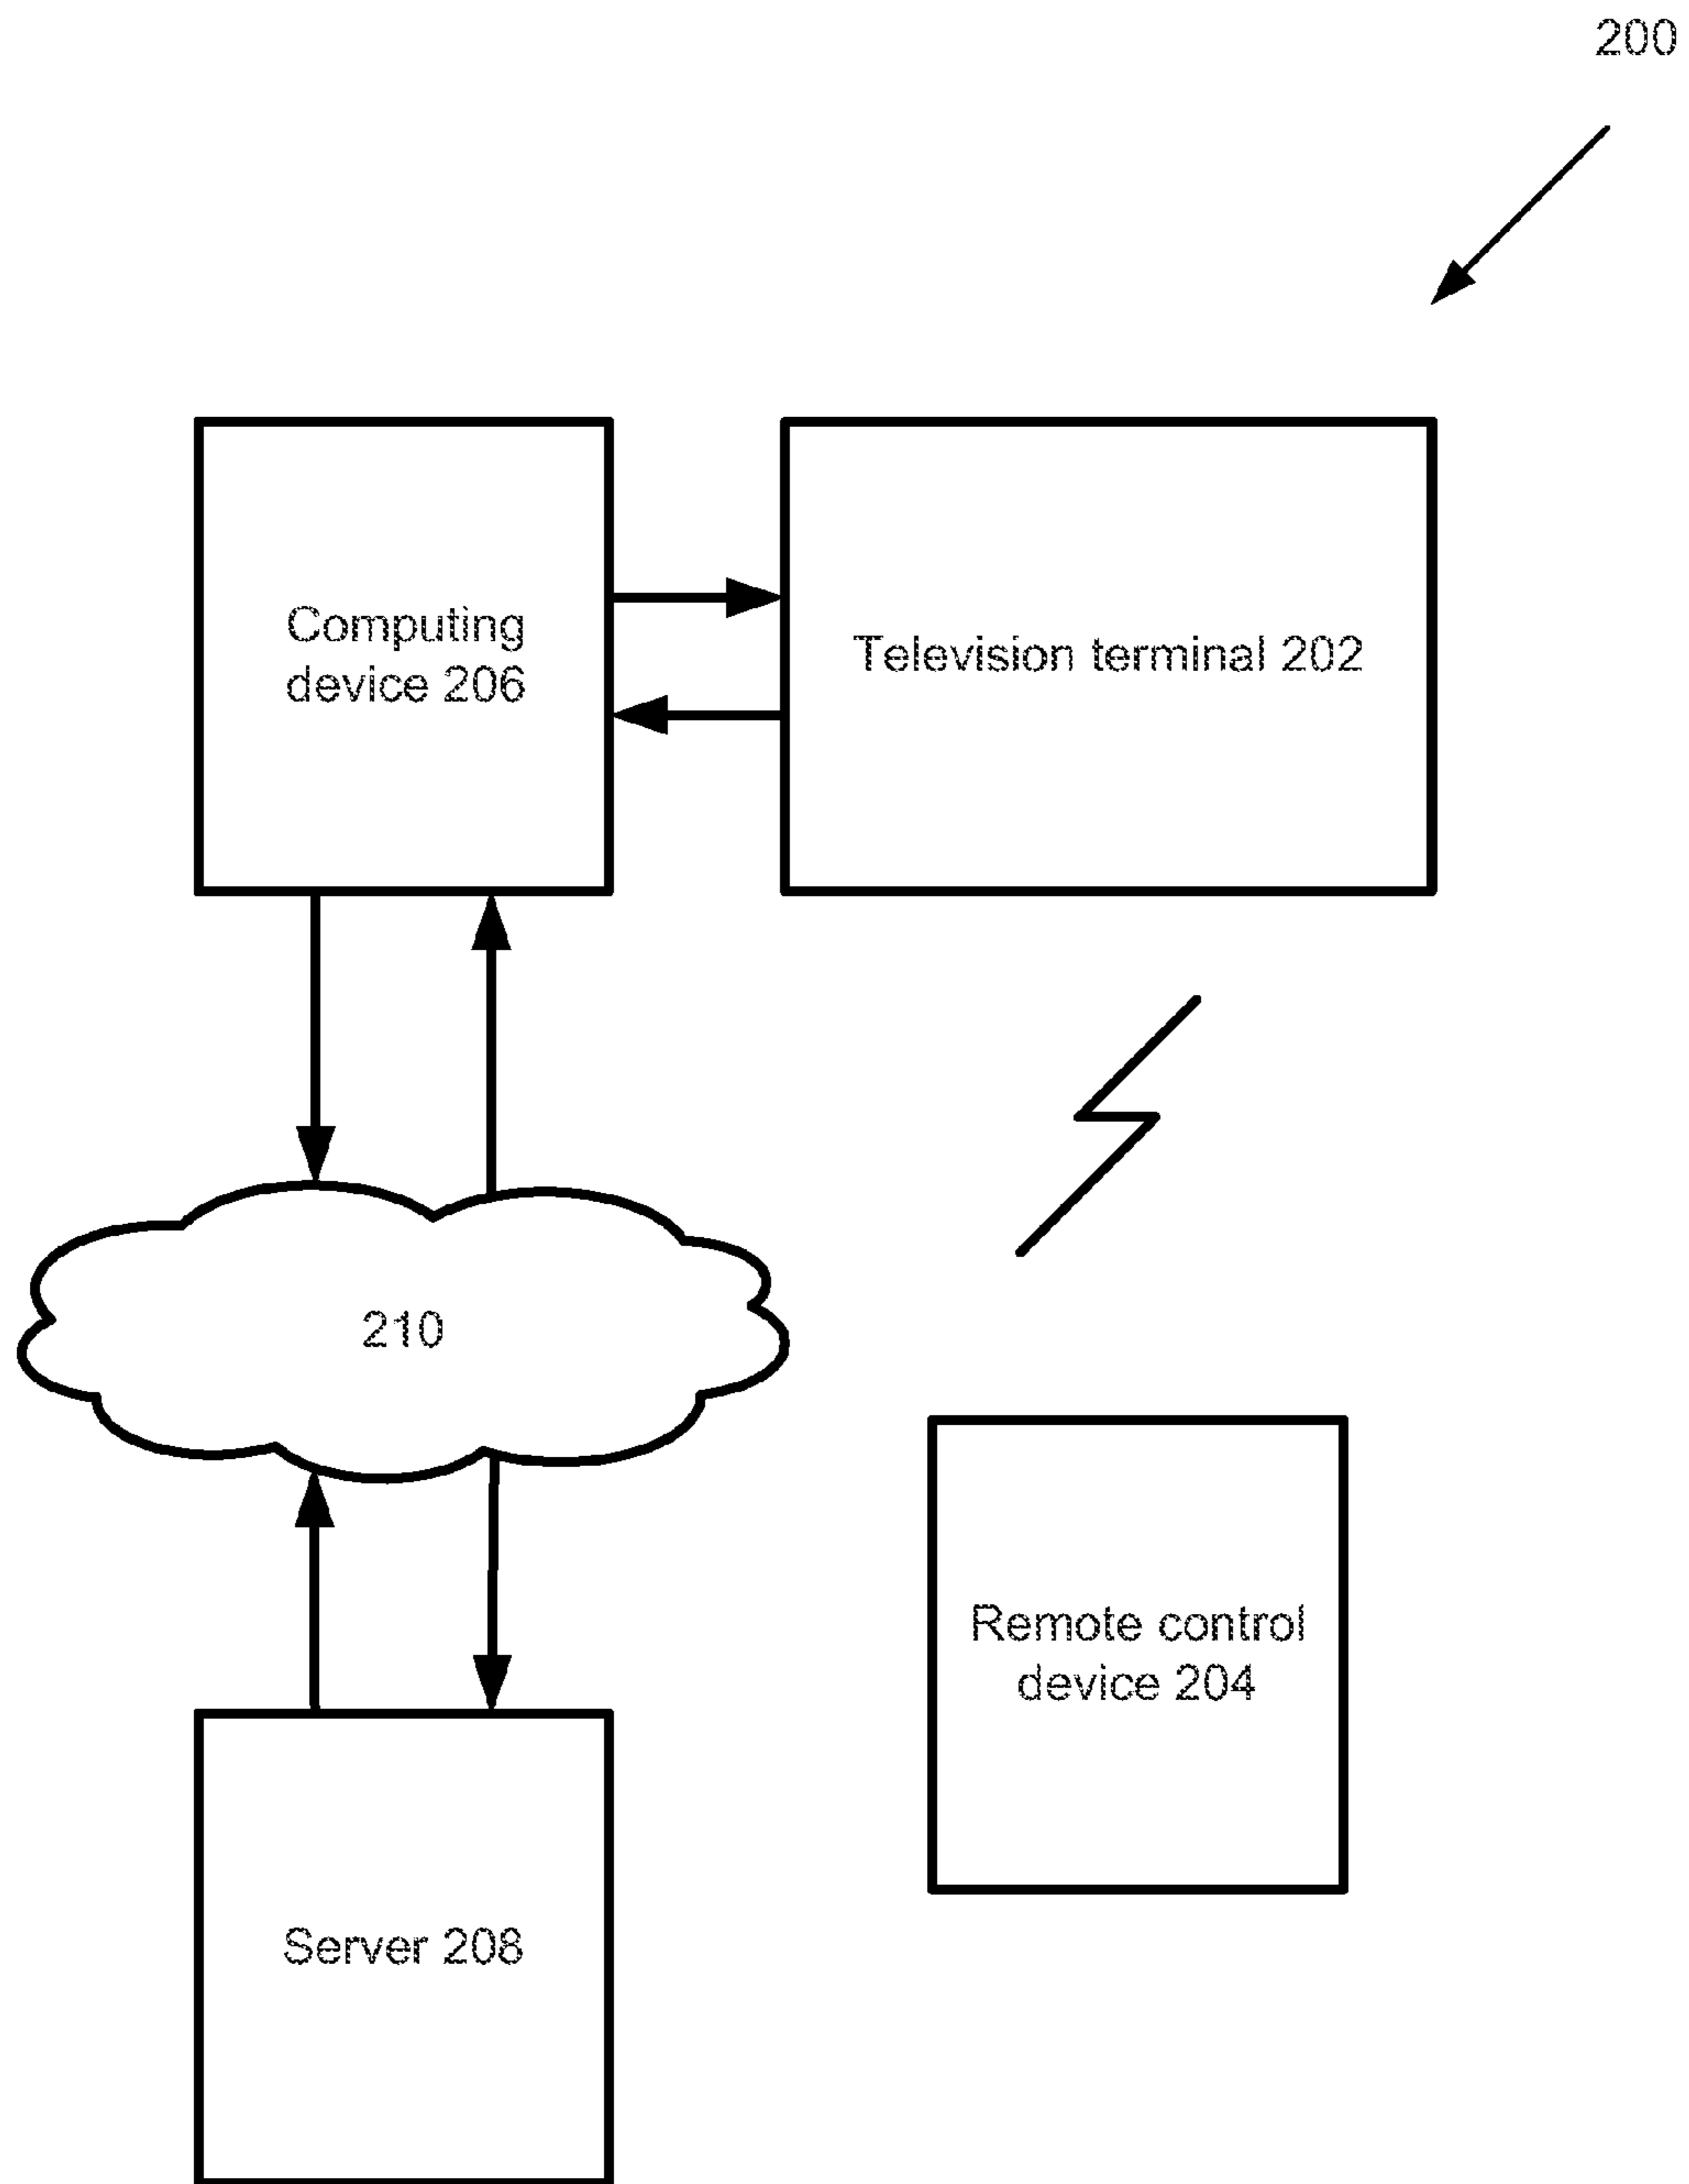 200
Computing
device 206
Television terminal 202
210
Remote control
device 204
Server 208